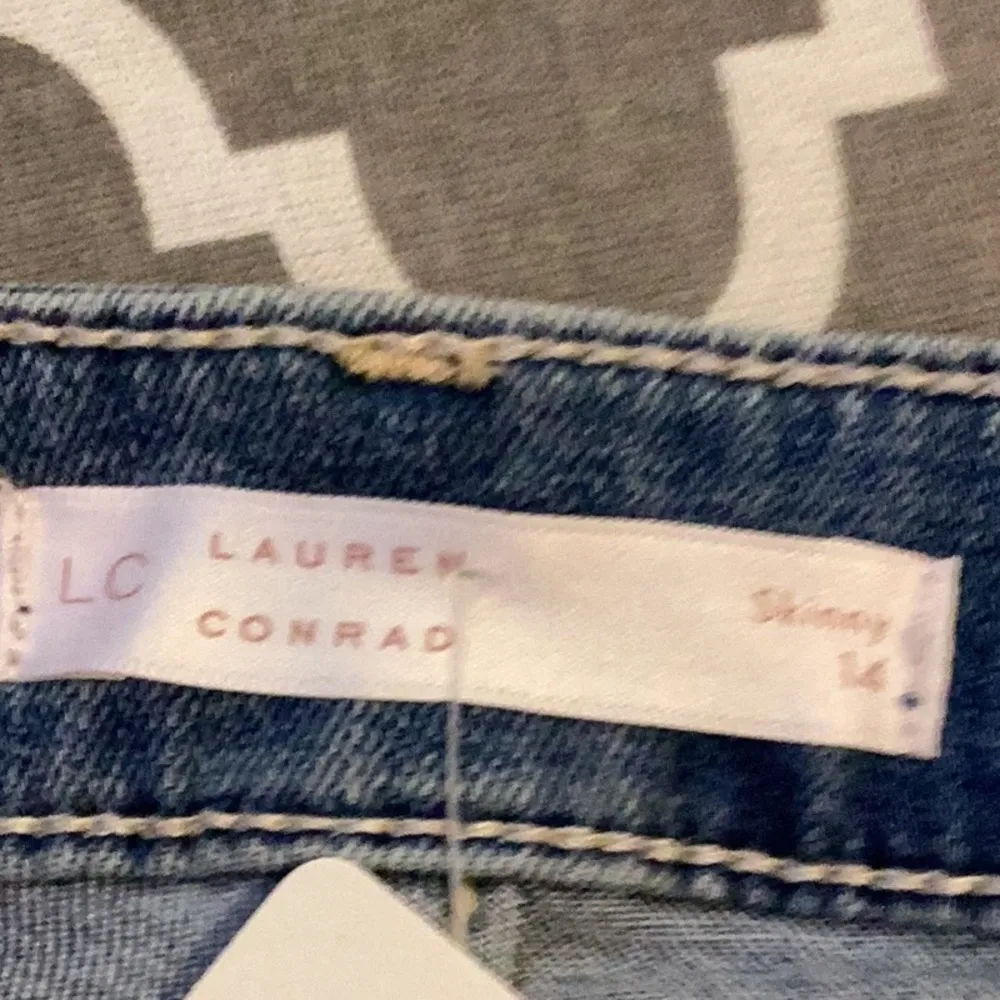 LC
LAUREN
CONRAD
Skinny
14